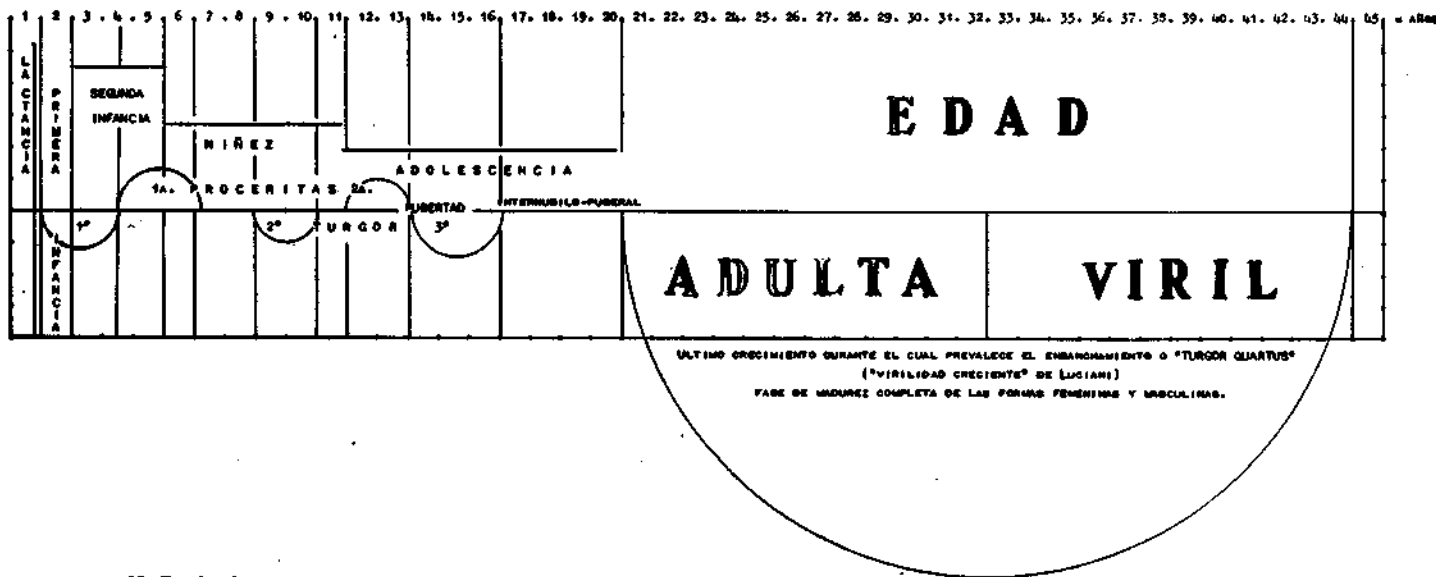 1 2 3. 4. 5. 6 7. 8 9. 10 11 12. 13 14. 15. 16 17. 18. 19. 20 21. 22. 23. 24. 25. 26. 27. 28. 29. 30. 31. 32. 33. 34. 35. 36. 37. 38. 39. 40. 41. 42. 43. 44 45 = AÑOS
LACTANCIA
PRIMERA INFANCIA
SEGUNDA
INFANCIA
NIÑEZ
ADOLESCENCIA
EDAD
1A. PROCERITAS 2A.
PUBERTAD
INTERNUBILO-PUBERAL
1º 2º TURGOR 3º
ADULTA VIRIL
ULTIMO CRECIMIENTO DURANTE EL CUAL PREVALECE EL ENSANCHAMIENTO O "TURGOR QUARTUS"
("VIRILIDAD CRECIENTE" DE LUCIANI)
FASE DE MADUREZ COMPLETA DE LAS FORMAS FEMENINAS Y MASCULINAS.